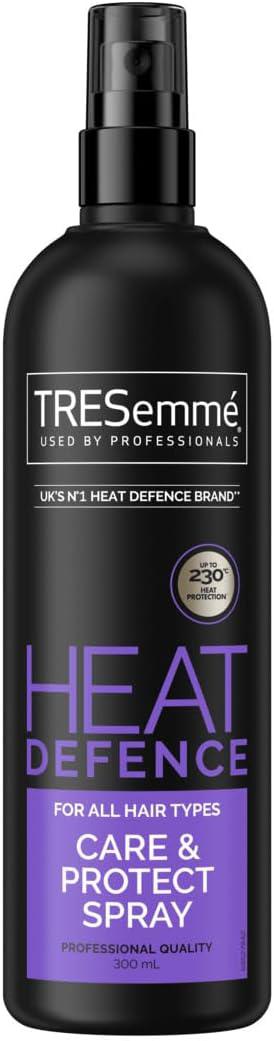 TRESemmé
USED BY PROFESSIONALS
UK'S Nº1 HEAT DEFENCE BRAND**
UP TO
230°C
HEAT
PROTECTION*
HEAT
DEFENCE
FOR ALL HAIR TYPES
CARE &
PROTECT
SPRAY
PROFESSIONAL QUALITY
300 mL